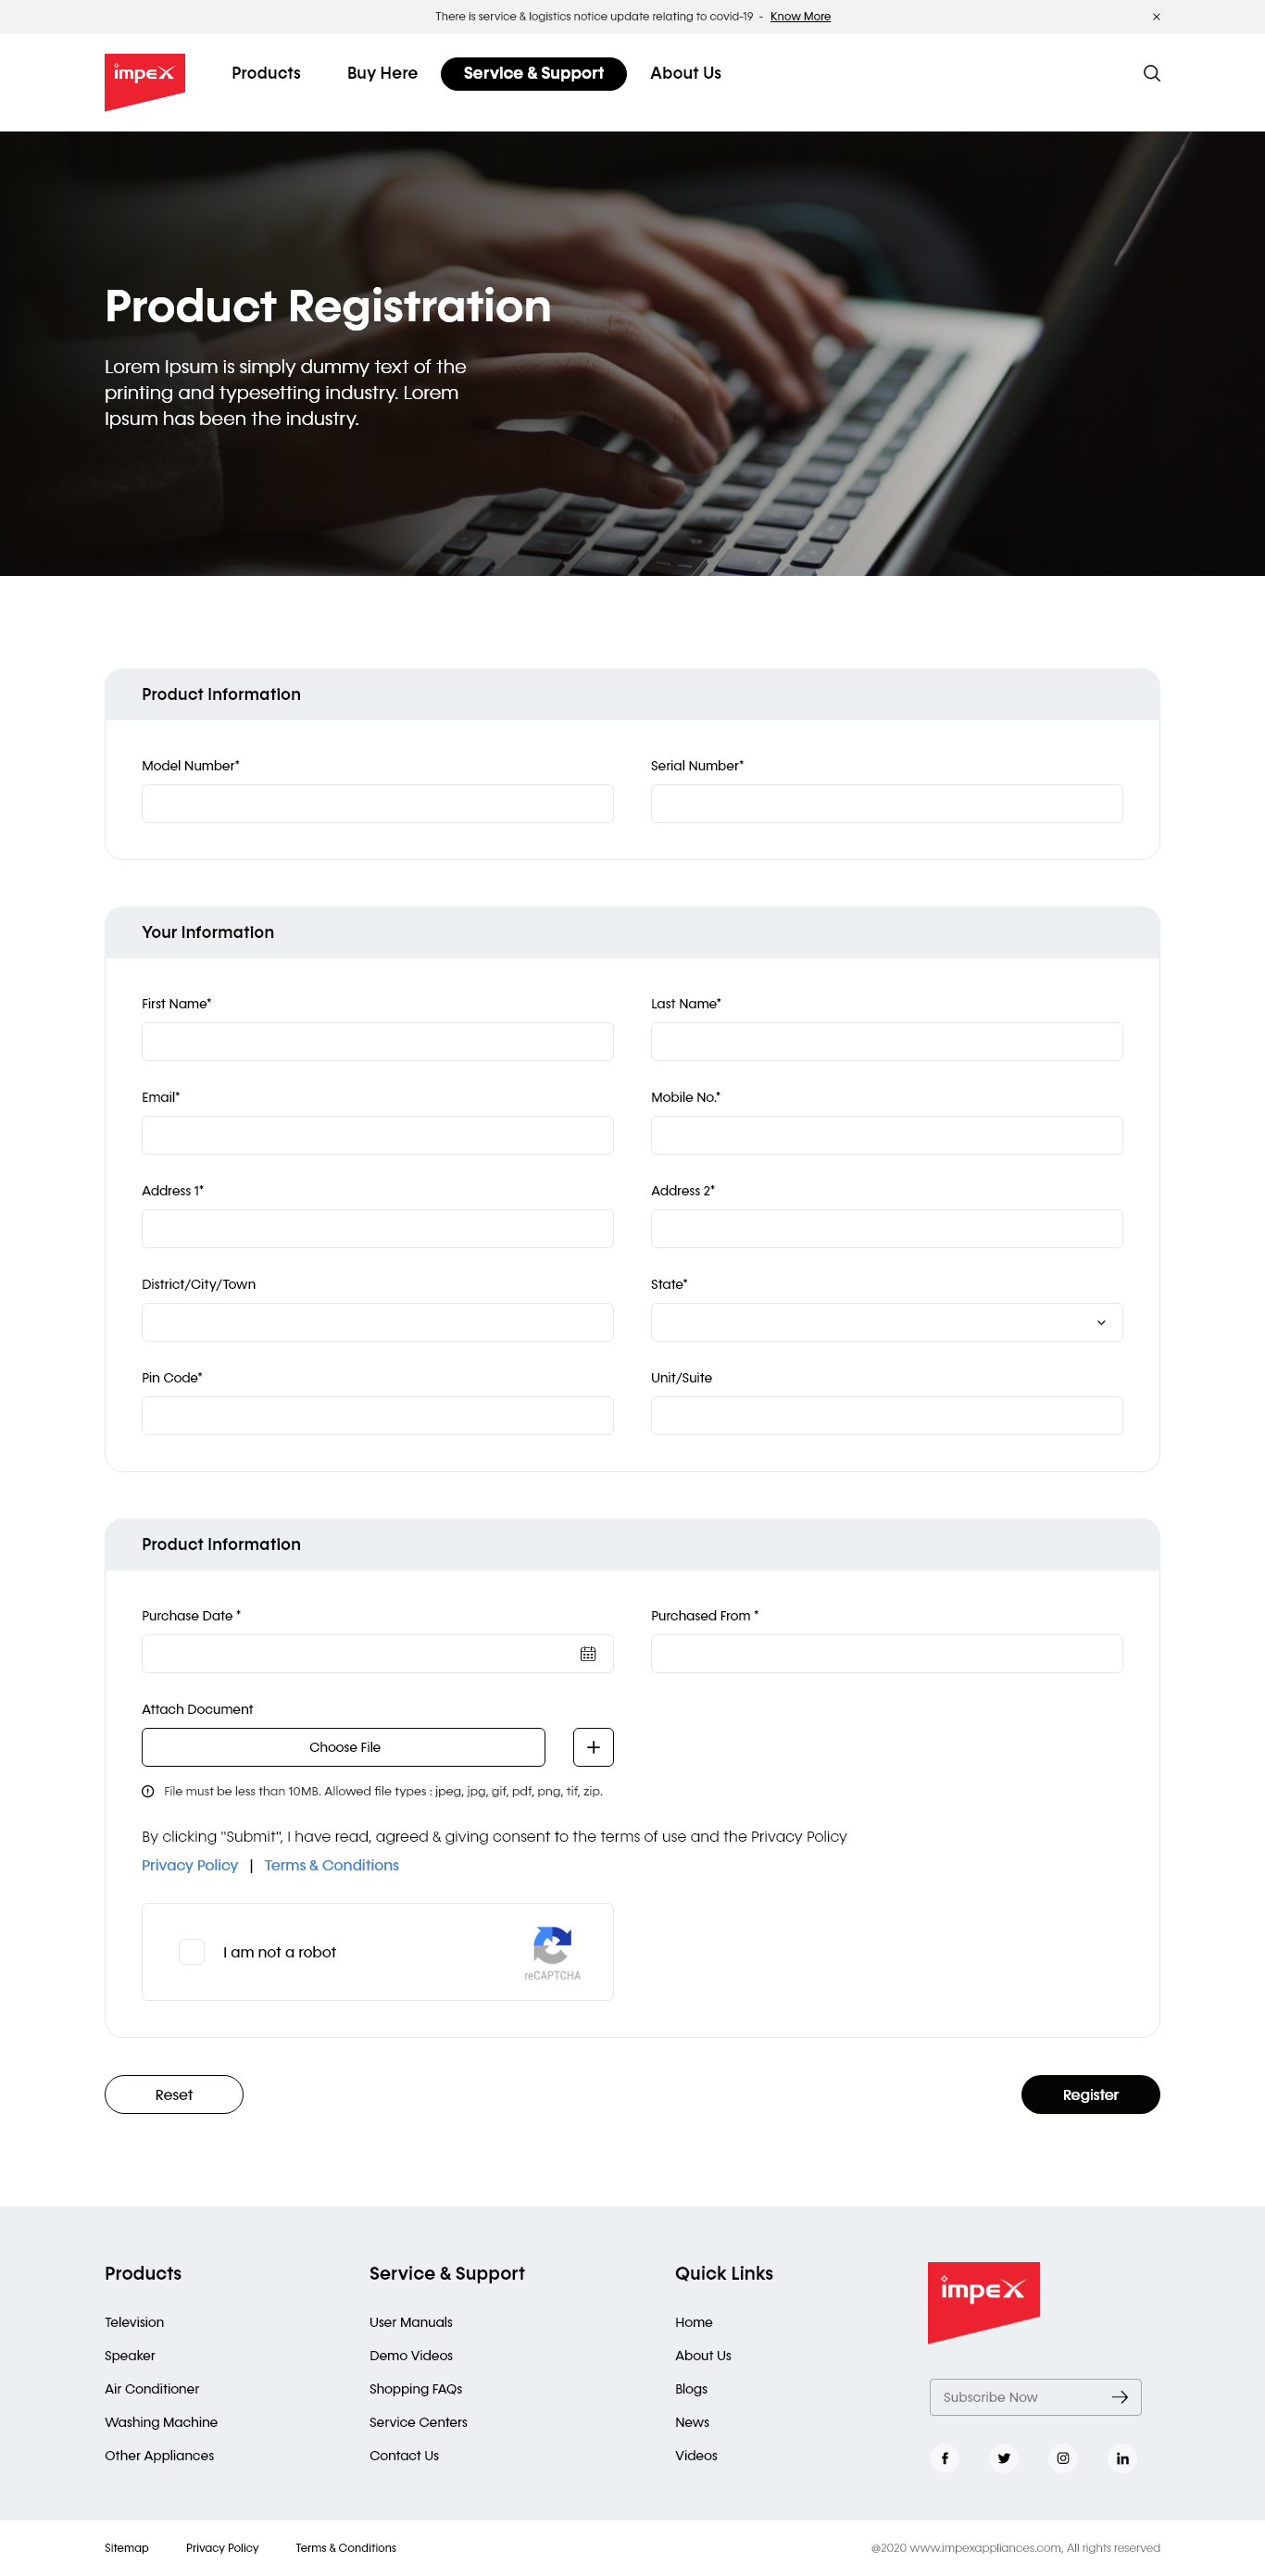 There is service & logistics notice update relating to covid-19 - Know More
impex
Products
Buy Here
Service & Support
About Us
Product Registration
Lorem Ipsum is simply dummy text of the
printing and typesetting industry. Lorem
Ipsum has been the industry.
Product Information
Model Number*
Serial Number*
Your Information
First Name*
Last Name*
Email*
Mobile No.*
Address 1*
Address 2*
District/City/Town
State*
Pin Code*
Unit/Suite
Product Information
Purchase Date *
Purchased From *
Attach Document
Choose File
File must be less than 10MB. Allowed file types : jpeg, jpg, gif, pdf, png, tif, zip.
By clicking "Submit", I have read, agreed & giving consent to the terms of use and the Privacy Policy
Privacy Policy | Terms & Conditions
I am not a robot
reCAPTCHA
Reset
Register
Products
Television
Speaker
Air Conditioner
Washing Machine
Other Appliances
Service & Support
User Manuals
Demo Videos
Shopping FAQs
Service Centers
Contact Us
Quick Links
Home
About Us
Blogs
News
Videos
impex
Subscribe Now
Sitemap
Privacy Policy
Terms & Conditions
@2020 www.impexappliances.com, All rights reserved